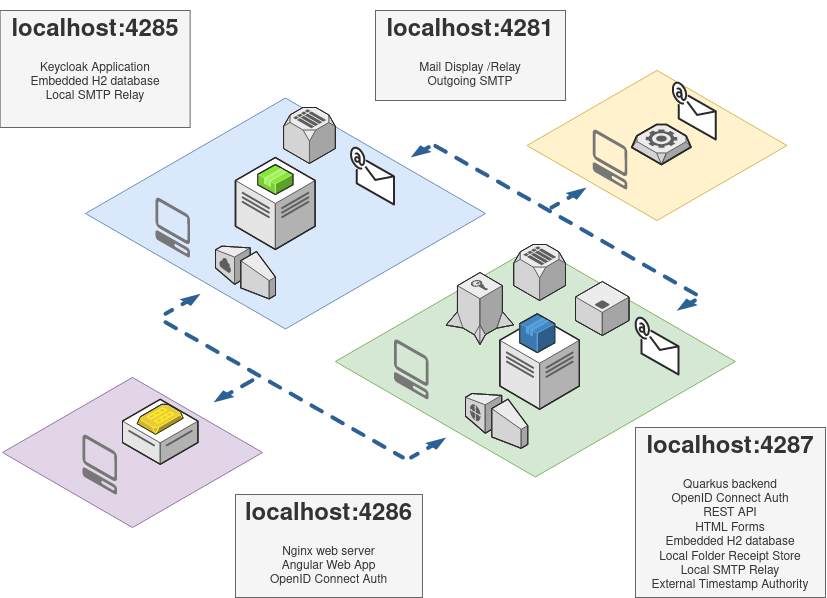 localhost:4285
Keycloak Application
Embedded H2 database
Local SMTP Relay
localhost:4281
Mail Display /Relay
Outgoing SMTP
localhost:4287
Quarkus backend
OpenID Connect Auth
REST API
HTML Forms
Embedded H2 database
Local Folder Receipt Store
Local SMTP Relay
External Timestamp Authority
localhost:4286
Nginx web server
Angular Web App
OpenID Connect Auth